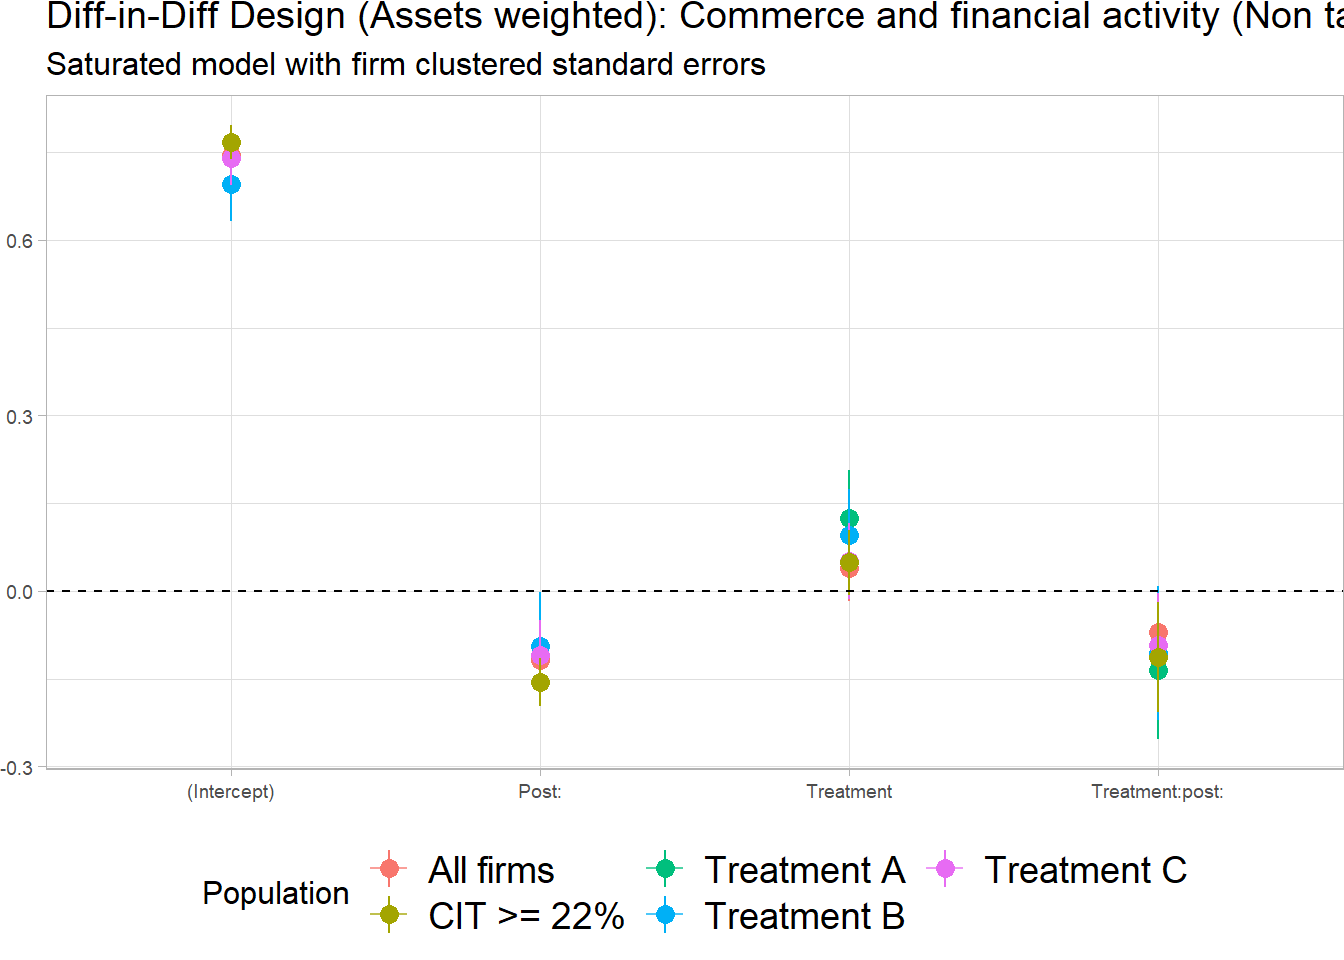 Diff-in-Diff Design (Assets weighted): Commerce and financial activity (Non ta
Saturated model with firm clustered standard errors
0.6
0.3
0.0
-0.3
(Intercept) Post: Treatment Treatment:post:
Population All firms Treatment A Treatment C
CIT >= 22% Treatment B